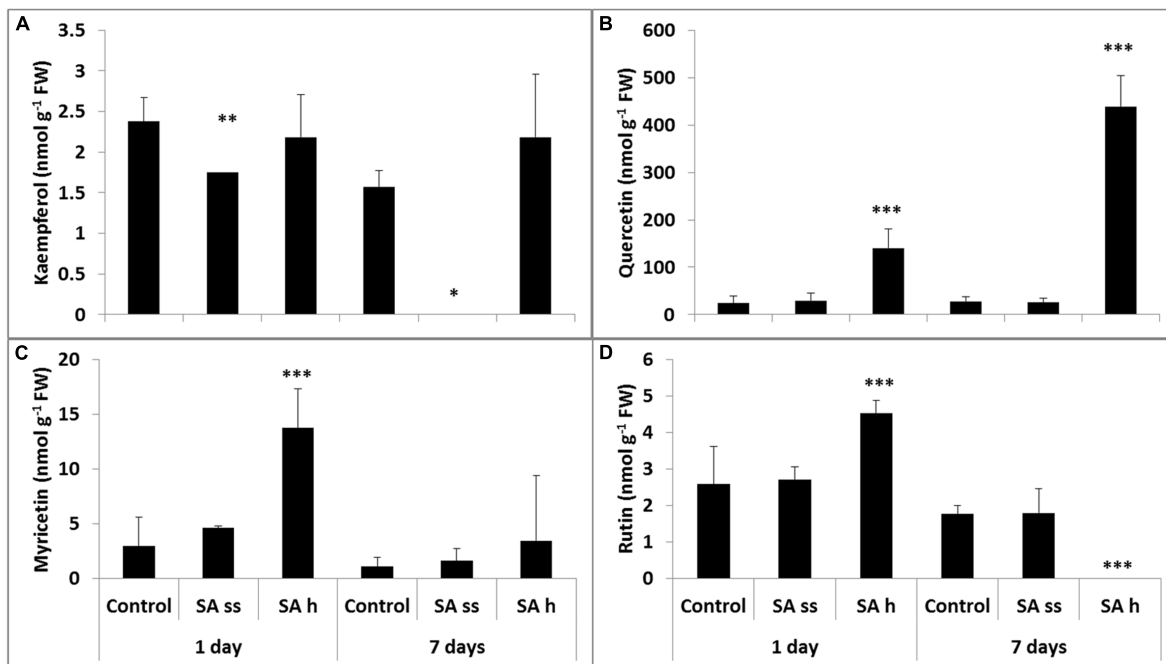 A
Kaempferol (nmol g⁻¹ FW)
3.5
3
2.5
2
1.5
1
0.5
0
**
*
B
Quercetin (nmol g⁻¹ FW)
600
500
400
300
200
100
0
***
***
C
Myricetin (nmol g⁻¹ FW)
20
15
10
5
0
***
Control SA ss SA h Control SA ss SA h
1 day 7 days
D
Rutin (nmol g⁻¹ FW)
6
5
4
3
2
1
0
***
***
Control SA ss SA h Control SA ss SA h
1 day 7 days